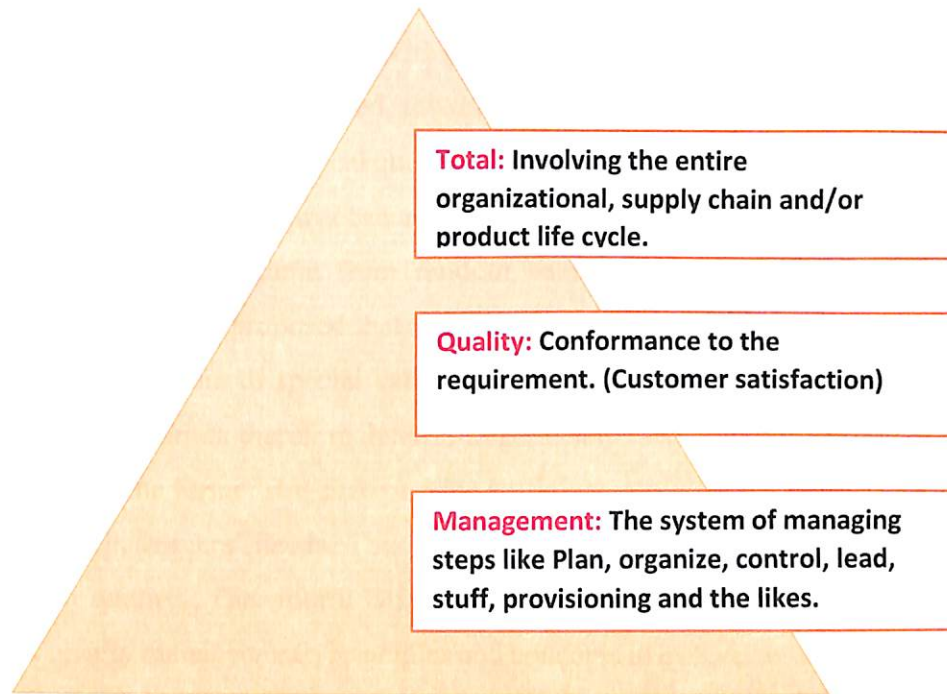 Total: Involving the entire
organizational, supply chain and/or
product life cycle.
Quality: Conformance to the
requirement. (Customer satisfaction)
Management: The system of managing
steps like Plan, organize, control, lead,
stuff, provisioning and the likes.